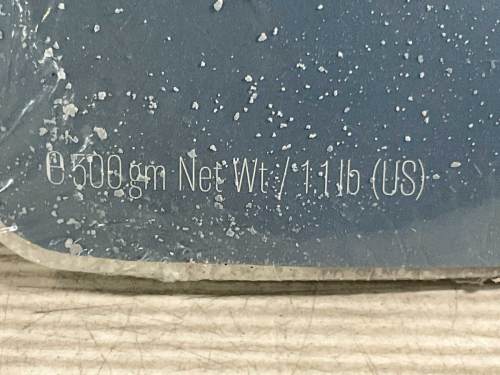 ℮ 500 gm Net Wt / 1.1 lb (US)